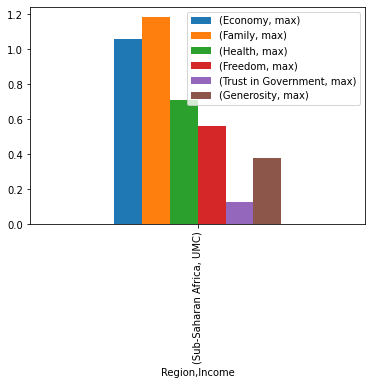 1.2
1.0
0.8
0.6
0.4
0.2
0.0
(Economy, max)
(Family, max)
(Health, max)
(Freedom, max)
(Trust in Government, max)
(Generosity, max)
(Sub-Saharan Africa, UMC)
Region,Income